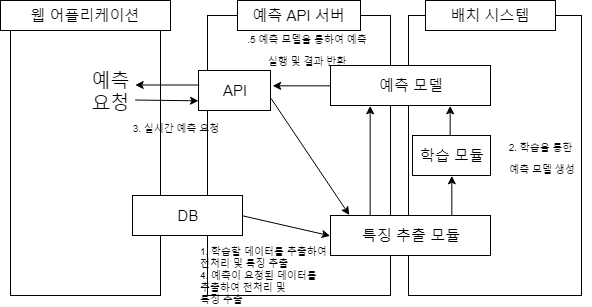 웹 어플리케이션
예측 API 서버
배치 시스템
.5 예측 모델을 통하여 예측
실행 및 결과 반환
예측
요청
API
예측 모델
3. 실시간 예측 요청
학습 모듈
2. 학습을 통한
예측 모델 생성
DB
특징 추출 모듈
1. 학습할 데이터를 추출하여
전처리 및 특징 추출
4. 예측이 요청된 데이터를
추출하여 전처리 및
특징 추출